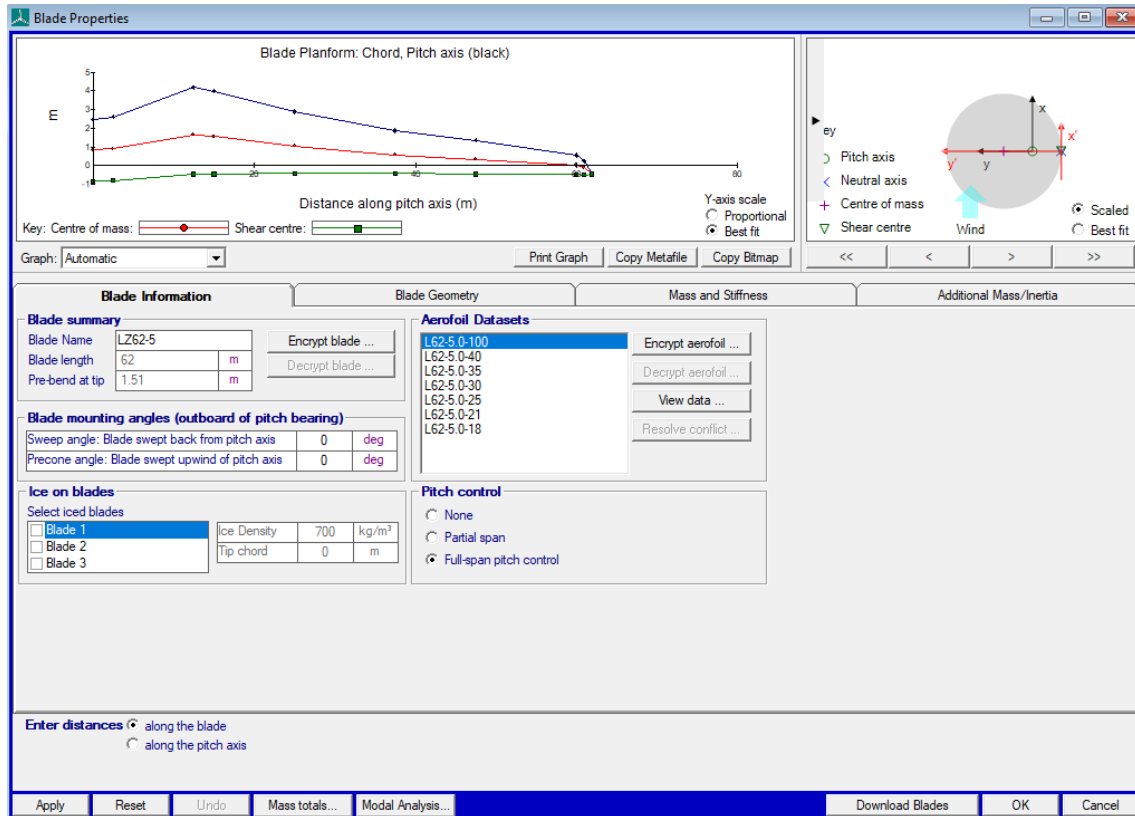 Blade Properties
Blade Planform: Chord, Pitch axis (black)
m
5
4
3
2
1
0
-1
20
40
60
80
Distance along pitch axis (m)
Y-axis scale
Proportional
Best fit
Key: Centre of mass:
Shear centre:
ey
Pitch axis
Neutral axis
Centre of mass
Shear centre
x
x'
y'
y
Wind
Scaled
Best fit
Graph: Automatic
Print Graph
Copy Metafile
Copy Bitmap
<<
<
>
>>
Blade Information
Blade Geometry
Mass and Stiffness
Additional Mass/Inertia
Blade summary
Blade Name LZ62-5
Encrypt blade ...
Blade length 62 m
Decrypt blade ...
Pre-bend at tip 1.51 m
Blade mounting angles (outboard of pitch bearing)
Sweep angle: Blade swept back from pitch axis 0 deg
Precone angle: Blade swept upwind of pitch axis 0 deg
Ice on blades
Select iced blades
Blade 1
Blade 2
Blade 3
Ice Density 700 kg/m³
Tip chord 0 m
Aerofoil Datasets
L62-5.0-100
L62-5.0-40
L62-5.0-35
L62-5.0-30
L62-5.0-25
L62-5.0-21
L62-5.0-18
Encrypt aerofoil ...
Decrypt aerofoil ...
View data ...
Resolve conflict ...
Pitch control
None
Partial span
Full-span pitch control
Enter distances along the blade
along the pitch axis
Apply
Reset
Undo
Mass totals...
Modal Analysis...
Download Blades
OK
Cancel